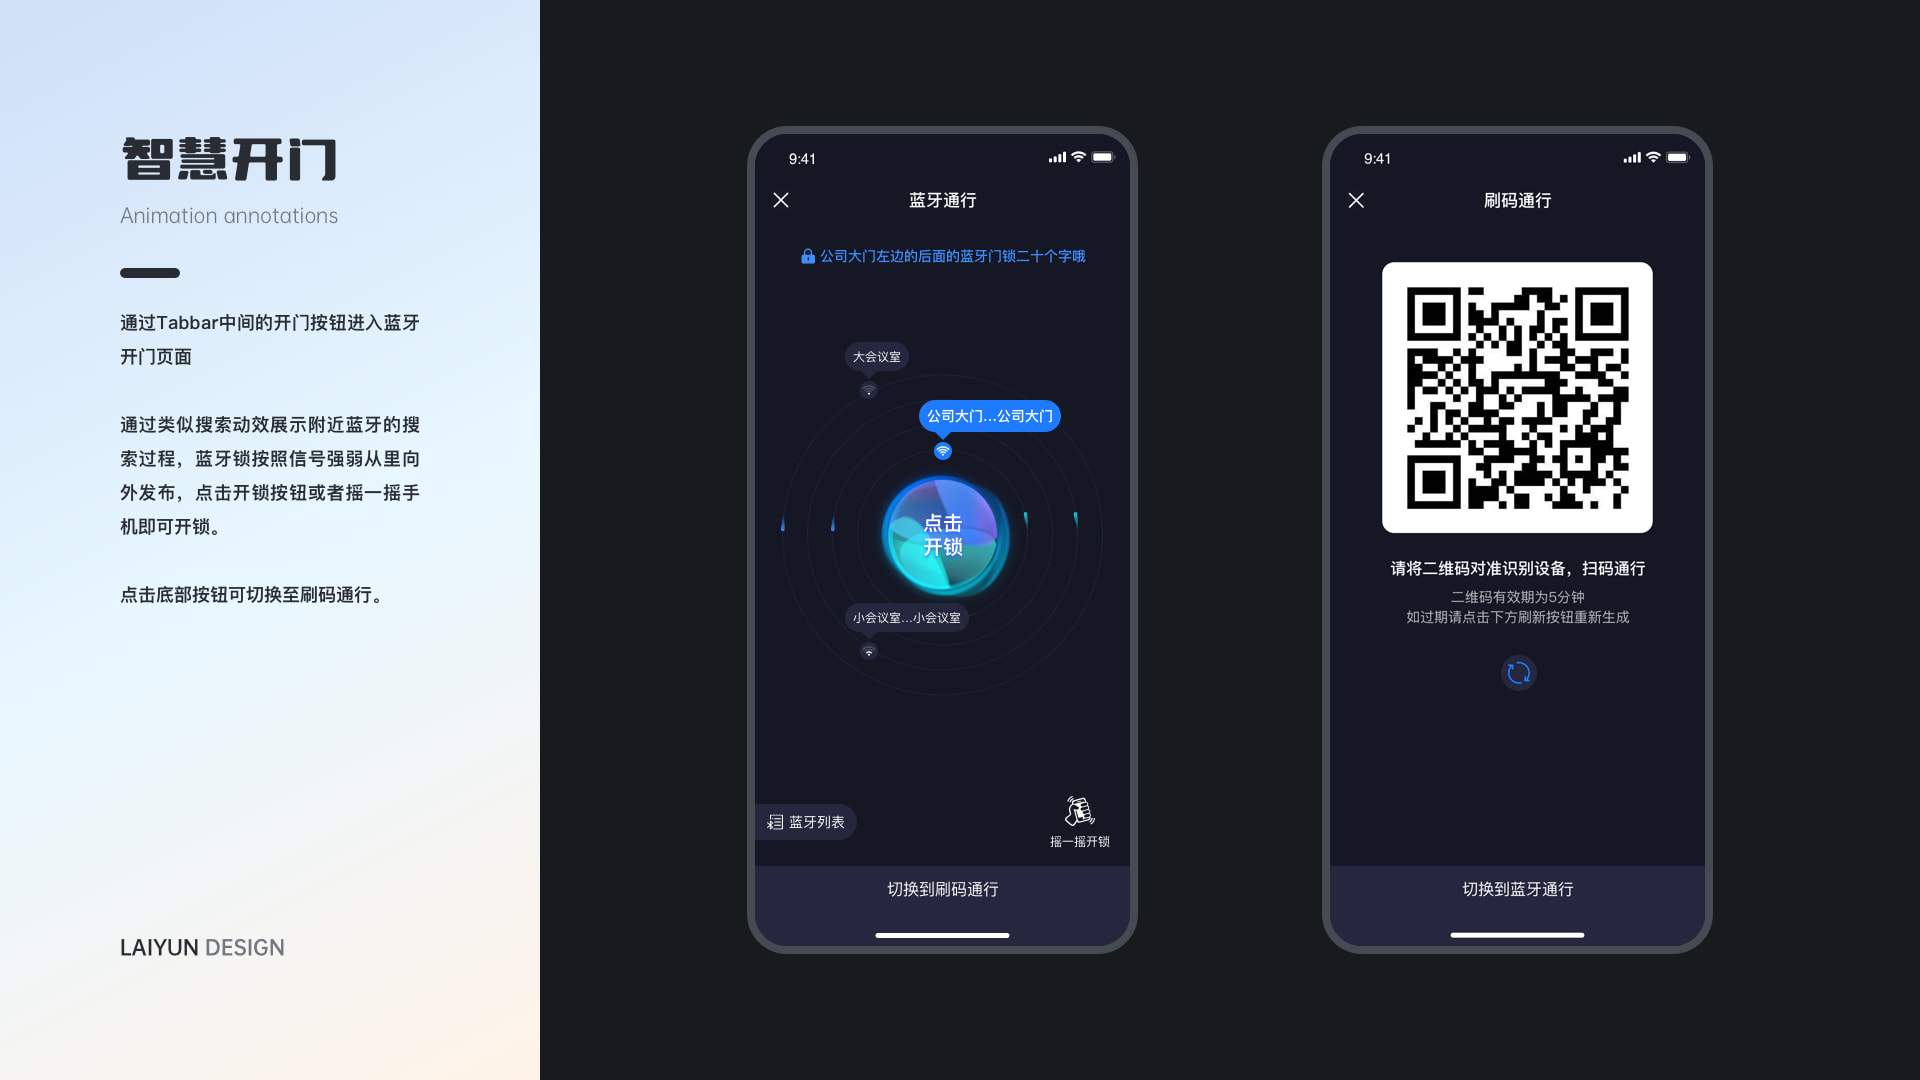 智慧开门
Animation annotations
通过Tabbar中间的开门按钮进入蓝牙
开门页面
通过类似搜索动效展示附近蓝牙的搜
索过程，蓝牙锁按照信号强弱从里向
外发布，点击开锁按钮或者摇一摇手
机即可开锁。
点击底部按钮可切换至刷码通行。
LAIYUN DESIGN
9:41
蓝牙通行
公司大门左边的后面的蓝牙门锁二十个字哦
大会议室
公司大门...公司大门
点击
开锁
小会议室...小会议室
蓝牙列表
摇一摇开锁
切换到刷码通行
9:41
刷码通行
请将二维码对准识别设备，扫码通行
二维码有效期为5分钟
如过期请点击下方刷新按钮重新生成
切换到蓝牙通行